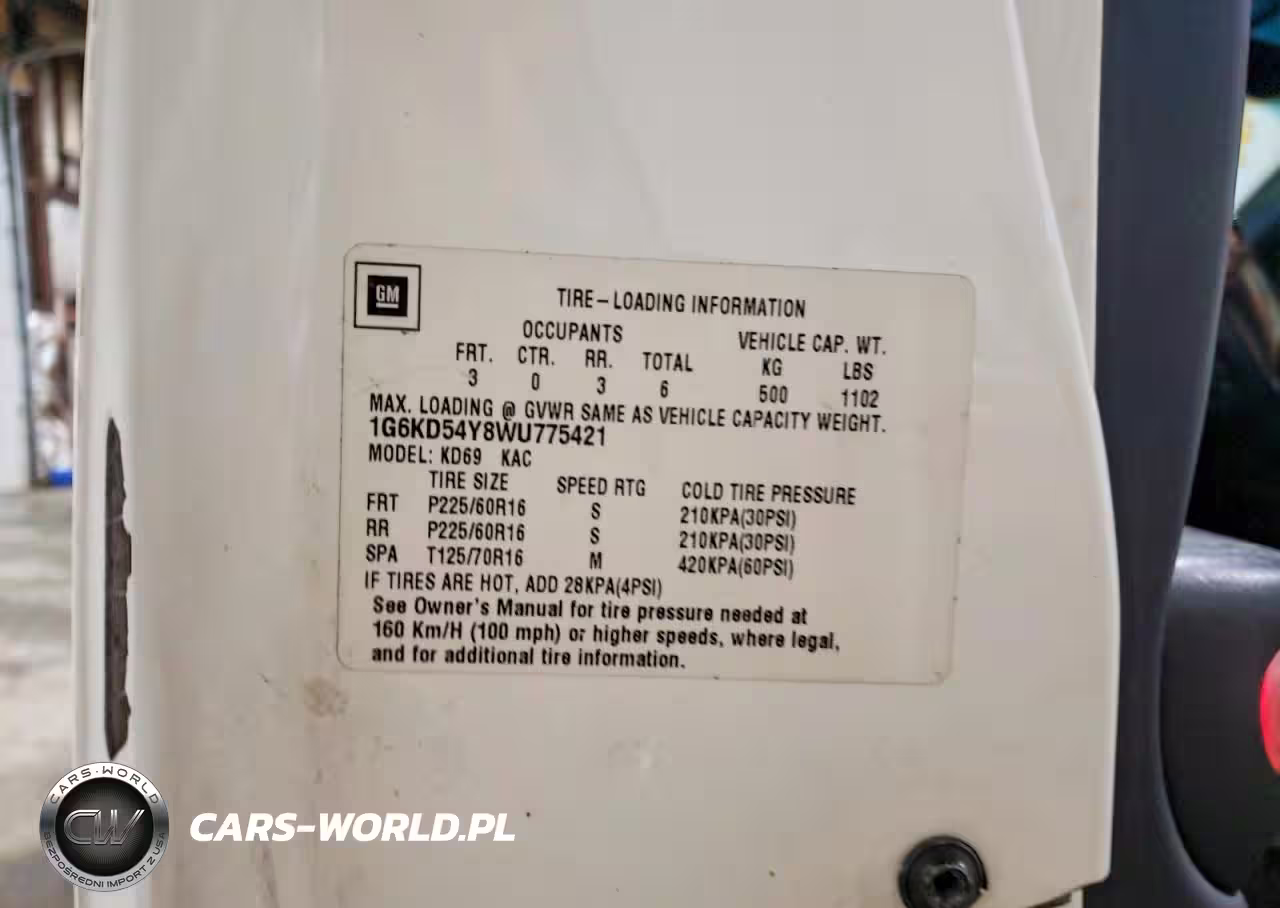 GM
TIRE–LOADING INFORMATION
OCCUPANTS VEHICLE CAP. WT.
FRT. CTR. RR. TOTAL KG LBS
3 0 3 6 500 1102
MAX. LOADING @ GVWR SAME AS VEHICLE CAPACITY WEIGHT.
1G6KD54Y8WU775421
MODEL: KD69 KAC
TIRE SIZE SPEED RTG COLD TIRE PRESSURE
FRT P225/60R16 S 210KPA(30PSI)
RR P225/60R16 S 210KPA(30PSI)
SPA T125/70R16 M 420KPA(60PSI)
IF TIRES ARE HOT, ADD 28KPA(4PSI)
See Owner's Manual for tire pressure needed at
160 Km/H (100 mph) or higher speeds, where legal,
and for additional tire information.
CARS-WORLD
CW
BEZPOŚREDNI IMPORT Z USA
CARS-WORLD.PL